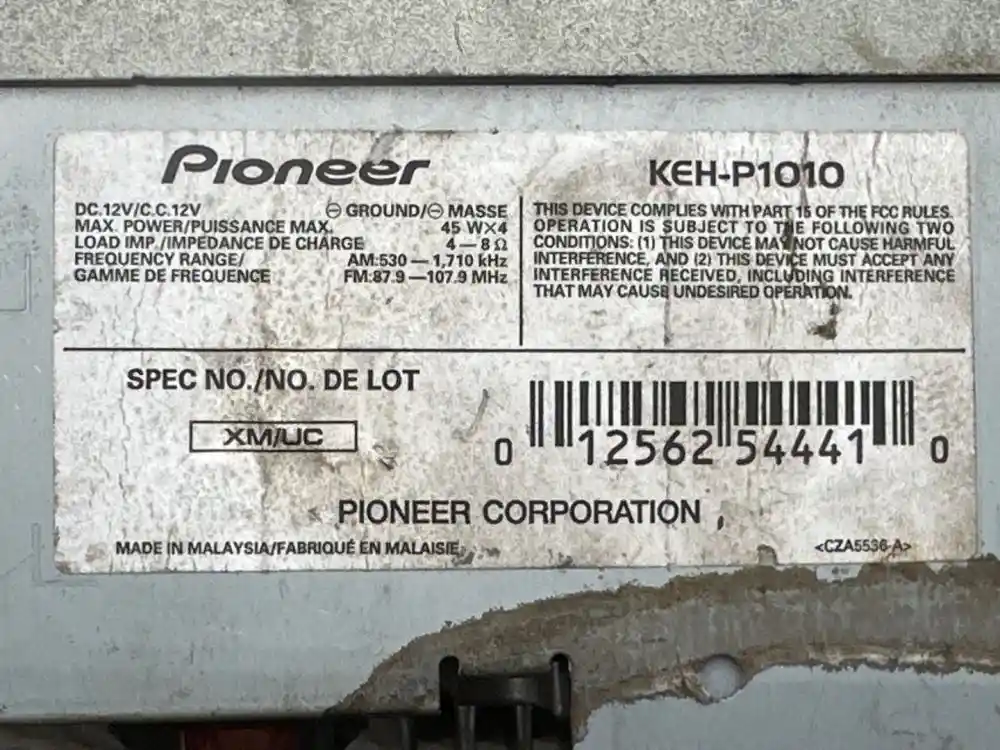 Pioneer
DC.12V/C.C.12V ⊖ GROUND/⊖ MASSE
MAX. POWER/PUISSANCE MAX. 45 W×4
LOAD IMP./IMPÉDANCE DE CHARGE 4—8 Ω
FREQUENCY RANGE/ AM:530—1,710 kHz
GAMME DE FREQUENCE FM:87.9—107.9 MHz
KEH-P1010
THIS DEVICE COMPLIES WITH PART 15 OF THE FCC RULES.
OPERATION IS SUBJECT TO THE FOLLOWING TWO
CONDITIONS: (1) THIS DEVICE MAY NOT CAUSE HARMFUL
INTERFERENCE, AND (2) THIS DEVICE MUST ACCEPT ANY
INTERFERENCE RECEIVED, INCLUDING INTERFERENCE
THAT MAY CAUSE UNDESIRED OPERATION.
SPEC NO./NO. DE LOT
XM/UC
0 12562 54441 0
PIONEER CORPORATION
MADE IN MALAYSIA/FABRIQUÉ EN MALAISIE
<CZA5536-A>